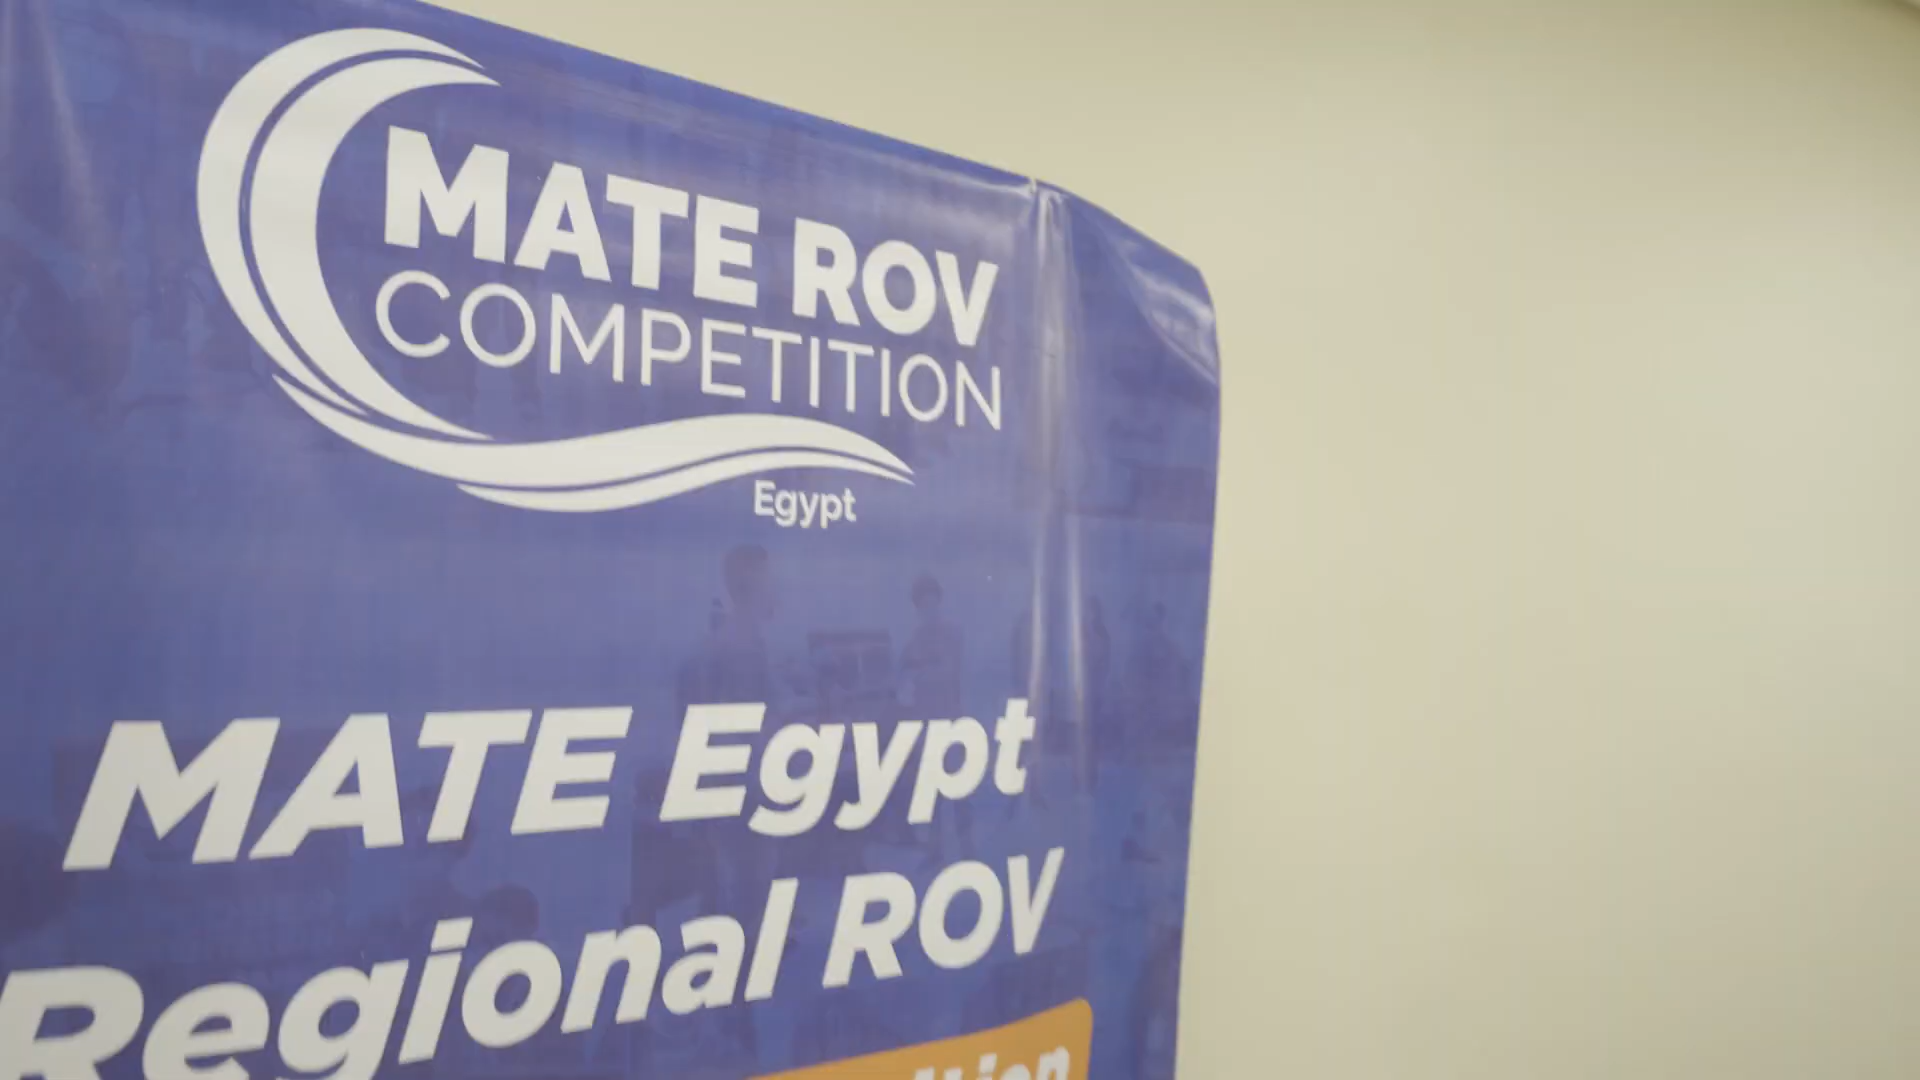 MATE ROV
COMPETITION
Egypt
MATE Egypt
Regional ROV